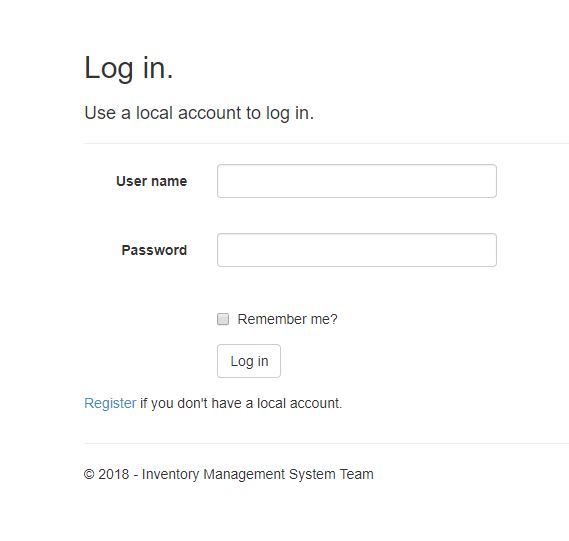 Log in.
Use a local account to log in.
User name
Password
Remember me?
Log in
Register if you don't have a local account.
© 2018 - Inventory Management System Team